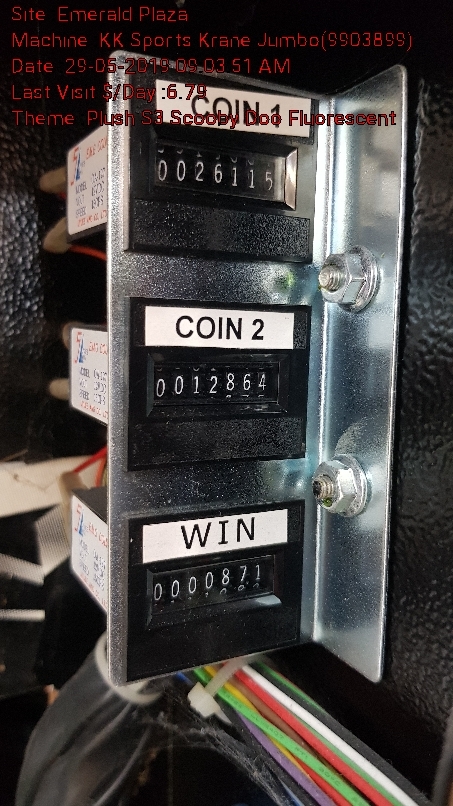 Site Emerald Plaza
Machine KK Sports Krane Jumbo(9903899)
Date 29-05-2019 09 03 51 AM
Last Visit $/Day :6.79
Theme Plush S3 Scooby Doo Fluorescent
COIN 1
0026115
COIN 2
0012864
WIN
0000871